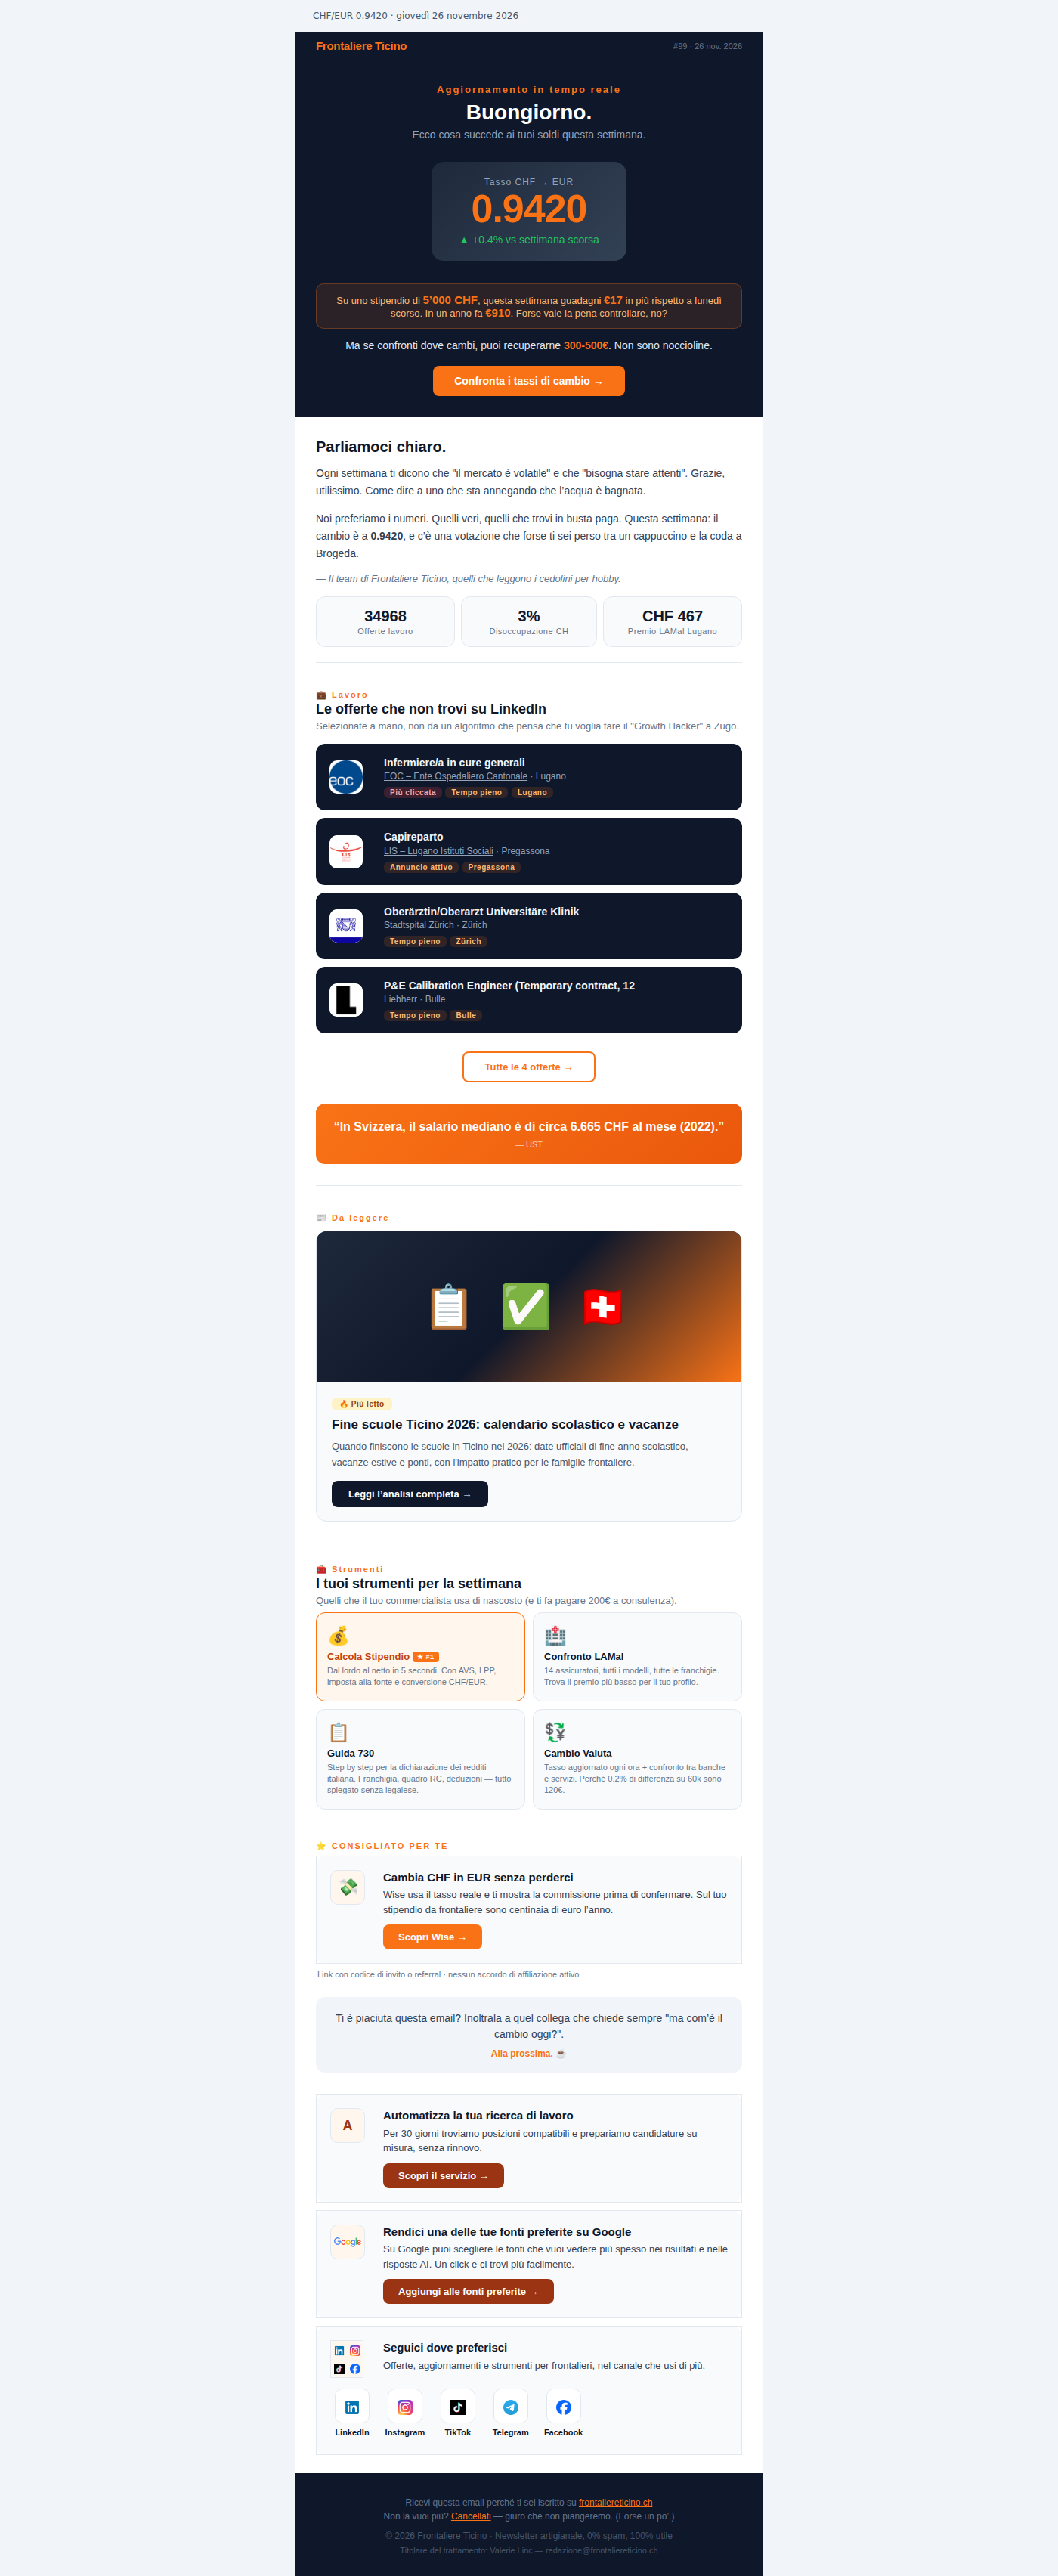 CHF/EUR 0.9420 · giovedì 26 novembre 2026
Frontaliere Ticino
#99 · 26 nov. 2026
Aggiornamento in tempo reale
Buongiorno.
Ecco cosa succede ai tuoi soldi questa settimana.
Tasso CHF → EUR
0.9420
▲ +0.4% vs settimana scorsa
Su uno stipendio di 5'000 CHF, questa settimana guadagni €17 in più rispetto a lunedì
scorso. In un anno fa €910. Forse vale la pena controllare, no?
Ma se confronti dove cambi, puoi recuperarne 300-500€. Non sono noccioline.
Confronta i tassi di cambio →
Parliamoci chiaro.
Ogni settimana ti dicono che "il mercato è volatile" e che "bisogna stare attenti". Grazie,
utilissimo. Come dire a uno che sta annegando che l'acqua è bagnata.
Noi preferiamo i numeri. Quelli veri, quelli che trovi in busta paga. Questa settimana: il
cambio è a 0.9420, e c'è una votazione che forse ti sei perso tra un cappuccino e la coda a
Brogeda.
— Il team di Frontaliere Ticino, quelli che leggono i cedolini per hobby.
34968
Offerte lavoro
3%
Disoccupazione CH
CHF 467
Premio LAMal Lugano
💼 Lavoro
Le offerte che non trovi su LinkedIn
Selezionate a mano, non da un algoritmo che pensa che tu voglia fare il "Growth Hacker" a Zugo.
eoc
Infermiere/a in cure generali
EOC – Ente Ospedaliero Cantonale · Lugano
Più cliccata Tempo pieno Lugano
LIS
Capireparto
LIS – Lugano Istituti Sociali · Pregassona
Annuncio attivo Pregassona
Oberärztin/Oberarzt Universitäre Klinik
Stadtspital Zürich · Zürich
Tempo pieno Zürich
P&E Calibration Engineer (Temporary contract, 12
Liebherr · Bulle
Tempo pieno Bulle
Tutte le 4 offerte →
“In Svizzera, il salario mediano è di circa 6.665 CHF al mese (2022).”
— UST
📰 Da leggere
🔥 Più letto
Fine scuole Ticino 2026: calendario scolastico e vacanze
Quando finiscono le scuole in Ticino nel 2026: date ufficiali di fine anno scolastico,
vacanze estive e ponti, con l'impatto pratico per le famiglie frontaliere.
Leggi l'analisi completa →
🧰 Strumenti
I tuoi strumenti per la settimana
Quelli che il tuo commercialista usa di nascosto (e ti fa pagare 200€ a consulenza).
Calcola Stipendio ★ #1
Dal lordo al netto in 5 secondi. Con AVS, LPP,
imposta alla fonte e conversione CHF/EUR.
Confronto LAMal
14 assicuratori, tutti i modelli, tutte le franchigie.
Trova il premio più basso per il tuo profilo.
Guida 730
Step by step per la dichiarazione dei redditi
italiana. Franchigia, quadro RC, deduzioni — tutto
spiegato senza legalese.
Cambio Valuta
Tasso aggiornato ogni ora + confronto tra banche
e servizi. Perché 0.2% di differenza su 60k sono
120€.
⭐ CONSIGLIATO PER TE
Cambia CHF in EUR senza perderci
Wise usa il tasso reale e ti mostra la commissione prima di confermare. Sul tuo
stipendio da frontaliere sono centinaia di euro l'anno.
Scopri Wise →
Link con codice di invito o referral · nessun accordo di affiliazione attivo
Ti è piaciuta questa email? Inoltrala a quel collega che chiede sempre "ma com'è il
cambio oggi?".
Alla prossima. ☕
A
Automatizza la tua ricerca di lavoro
Per 30 giorni troviamo posizioni compatibili e prepariamo candidature su
misura, senza rinnovo.
Scopri il servizio →
Google
Rendici una delle tue fonti preferite su Google
Su Google puoi scegliere le fonti che vuoi vedere più spesso nei risultati e nelle
risposte AI. Un click e ci trovi più facilmente.
Aggiungi alle fonti preferite →
Seguici dove preferisci
Offerte, aggiornamenti e strumenti per frontalieri, nel canale che usi di più.
LinkedIn Instagram TikTok Telegram Facebook
Ricevi questa email perché ti sei iscritto su frontaliereticino.ch
Non la vuoi più? Cancellati — giuro che non piangeremo. (Forse un po'.)
© 2026 Frontaliere Ticino · Newsletter artigianale, 0% spam, 100% utile
Titolare del trattamento: Valerie Linc — redazione@frontaliereticino.ch